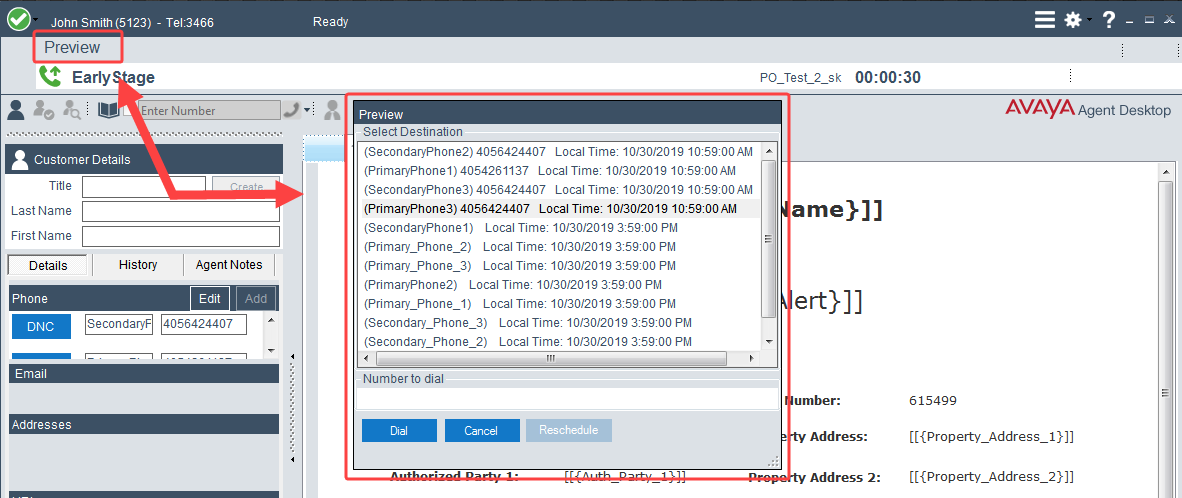 John Smith (5123) - Tel:3466 Ready ?
Preview
EarlyStage PO_Test_2_sk 00:00:30
Enter Number
AVAYA Agent Desktop
Customer Details
Title Create
Last Name
First Name
Details History Agent Notes
Phone Edit Add
DNC SecondaryF 4056424407
Email
Addresses
Preview
Select Destination
(SecondaryPhone2) 4056424407 Local Time: 10/30/2019 10:59:00 AM
(PrimaryPhone1) 4054261137 Local Time: 10/30/2019 10:59:00 AM
(SecondaryPhone3) 4056424407 Local Time: 10/30/2019 10:59:00 AM
(PrimaryPhone3) 4056424407 Local Time: 10/30/2019 10:59:00 AM
(SecondaryPhone1) Local Time: 10/30/2019 3:59:00 PM
(Primary_Phone_2) Local Time: 10/30/2019 3:59:00 PM
(Primary_Phone_3) Local Time: 10/30/2019 3:59:00 PM
(PrimaryPhone2) Local Time: 10/30/2019 3:59:00 PM
(Primary_Phone_1) Local Time: 10/30/2019 3:59:00 PM
(Secondary_Phone_3) Local Time: 10/30/2019 3:59:00 PM
(Secondary_Phone_2) Local Time: 10/30/2019 3:59:00 PM
Number to dial
Dial Cancel Reschedule
Name}]]
Alert}]]
Number: 615499
erty Address: [[{Property_Address_1}]]
Authorized Party 1: [[{Auth_Party_1}]] Property Address 2: [[{Property_Address_2}]]